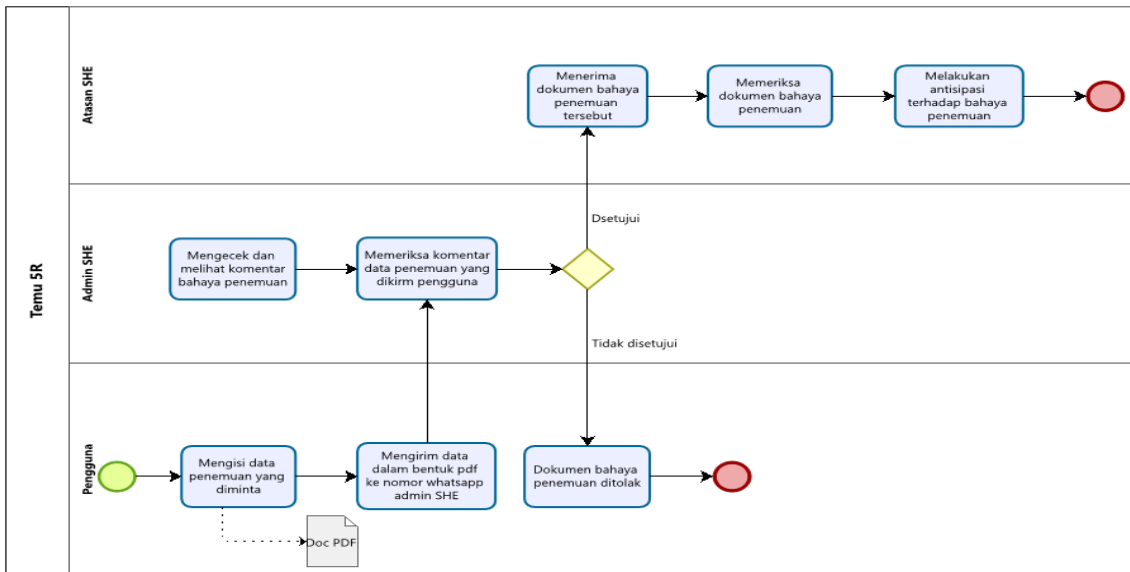 Temu 5R
Atasan SHE
Menerima
dokumen bahaya
penemuan
tersebut
Memeriksa
dokumen bahaya
penemuan
Melakukan
antisipasi
terhadap bahaya
penemuan
Admin SHE
Dsetujui
Mengecek dan
melihat komentar
bahaya penemuan
Memeriksa komentar
data penemuan yang
dikirm pengguna
Tidak disetujui
Pengguna
Mengisi data
penemuan yang
diminta
Mengirim data
dalam bentuk pdf
ke nomor whatsapp
admin SHE
Dokumen bahaya
penemuan ditolak
Doc PDF